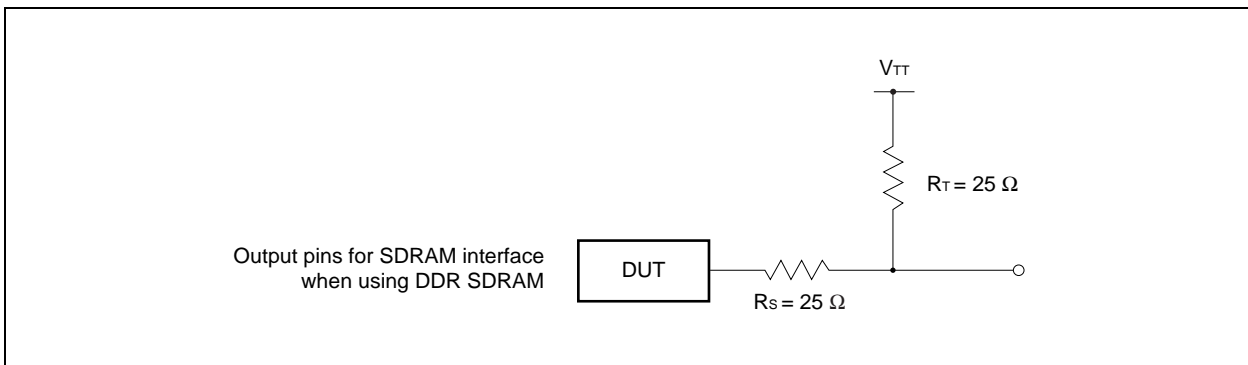 VTT
RT = 25 Ω
Output pins for SDRAM interface
when using DDR SDRAM
DUT
RS = 25 Ω